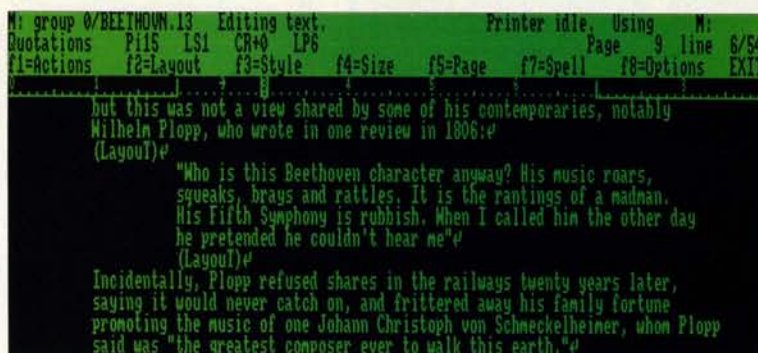 M: group 0/BEETHOVN.13 Editing text. Printer idle. Using M:
Quotations Pi15 LS1 CR+0 LP6 Page 9 line 6/54
f1=Actions f2=Layout f3=Style f4=Size f5=Page f7=Spell f8=Options EXIT
but this was not a view shared by some of his contemporaries, notably
Wilhelm Plopp, who wrote in one review in 1806:↵
(LayouT)↵
"Who is this Beethoven character anyway? His music roars,
squeaks, brays and rattles. It is the rantings of a madman.
His Fifth Symphony is rubbish. When I called him the other day
he pretended he couldn't hear me"↵
(LayouT)↵
Incidentally, Plopp refused shares in the railways twenty years later,
saying it would never catch on, and frittered away his family fortune
promoting the music of one Johann Christoph von Schmeckelheimer, whom Plopp
said was "the greatest composer ever to walk this earth."↵